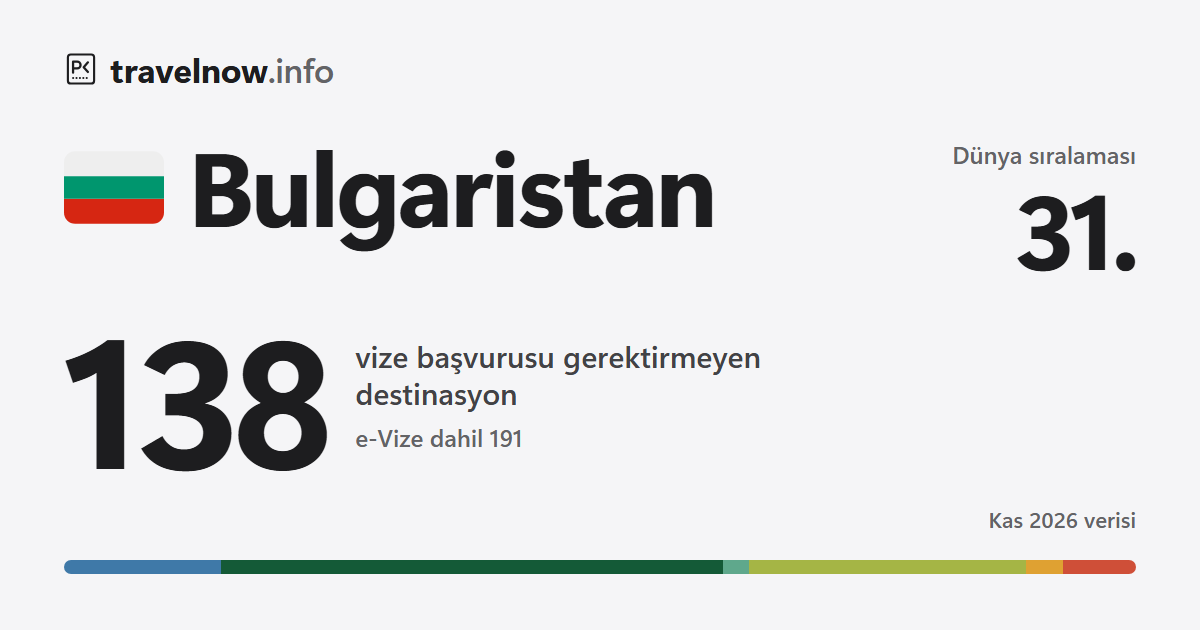 travelnow.info
Bulgaristan
Dünya sıralaması
31.
138
vize başvurusu gerektirmeyen
destinasyon
e-Vize dahil 191
Kas 2026 verisi